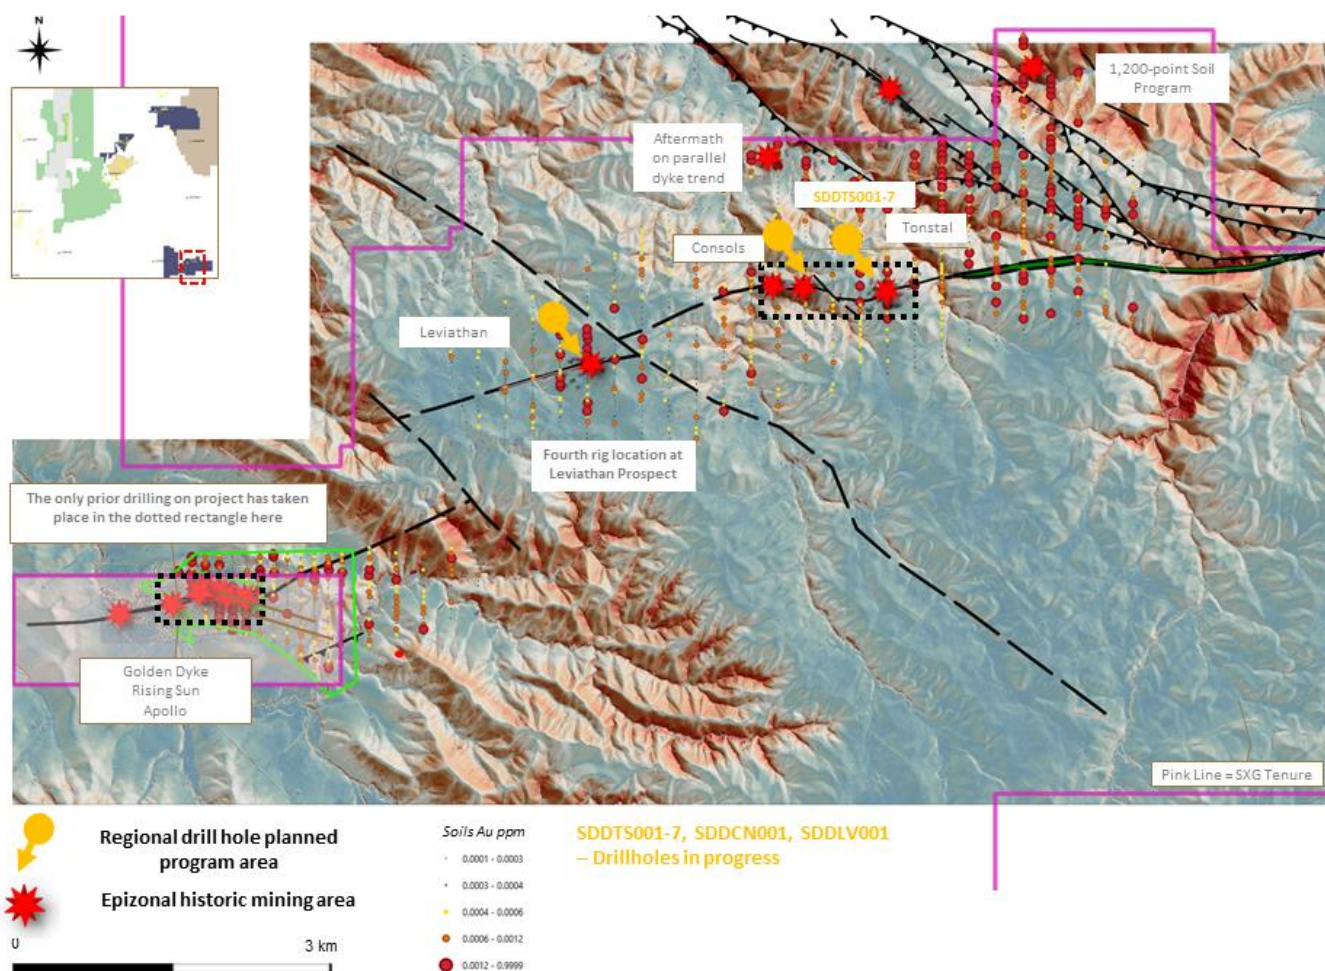 N
1,200-point Soil
Program
Aftermath
on parallel
dyke trend
SDDTS001-7
Tonstal
Consols
Leviathan
Fourth rig location at
Leviathan Prospect
The only prior drilling on project has taken
place in the dotted rectangle here
Golden Dyke
Rising Sun
Apollo
Pink Line = SXG Tenure
Regional drill hole planned
program area
Epizonal historic mining area
0
3 km
Soils Au ppm
0.0001 - 0.0003
0.0003 - 0.0004
0.0004 - 0.0006
0.0006 - 0.0012
0.0012 - 0.9999
SDDTS001-7, SDDCN001, SDDLV001
– Drillholes in progress